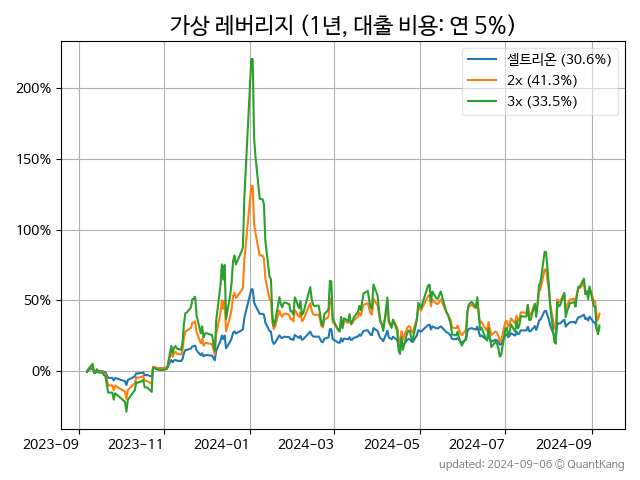 가상 레버리지 (1년, 대출 비용: 연 5%)
셀트리온 (30.6%)
2x (41.3%)
3x (33.5%)
200%
150%
100%
50%
0%
2023-09 2023-11 2024-01 2024-03 2024-05 2024-07 2024-09
updated: 2024-09-06 © QuantKang